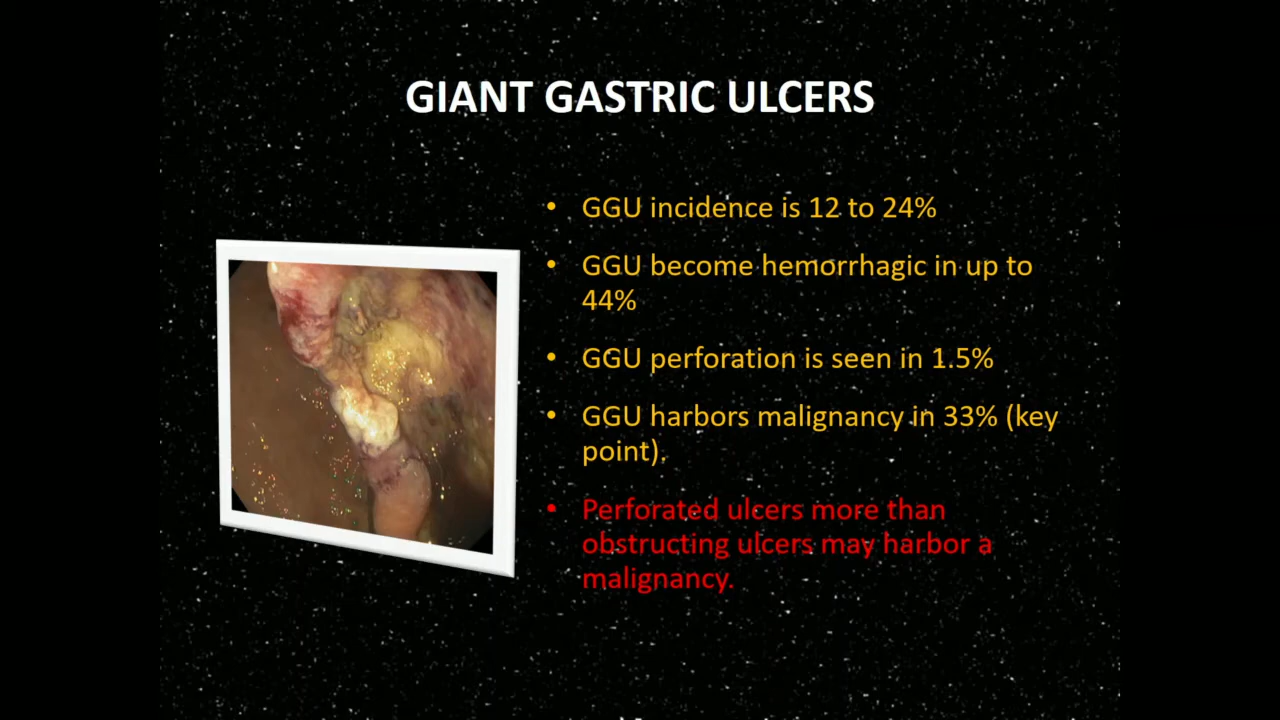 GIANT GASTRIC ULCERS
• GGU incidence is 12 to 24%
• GGU become hemorrhagic in up to
44%
• GGU perforation is seen in 1.5%
• GGU harbors malignancy in 33% (key
point).
• Perforated ulcers more than
obstructing ulcers may harbor a
malignancy.